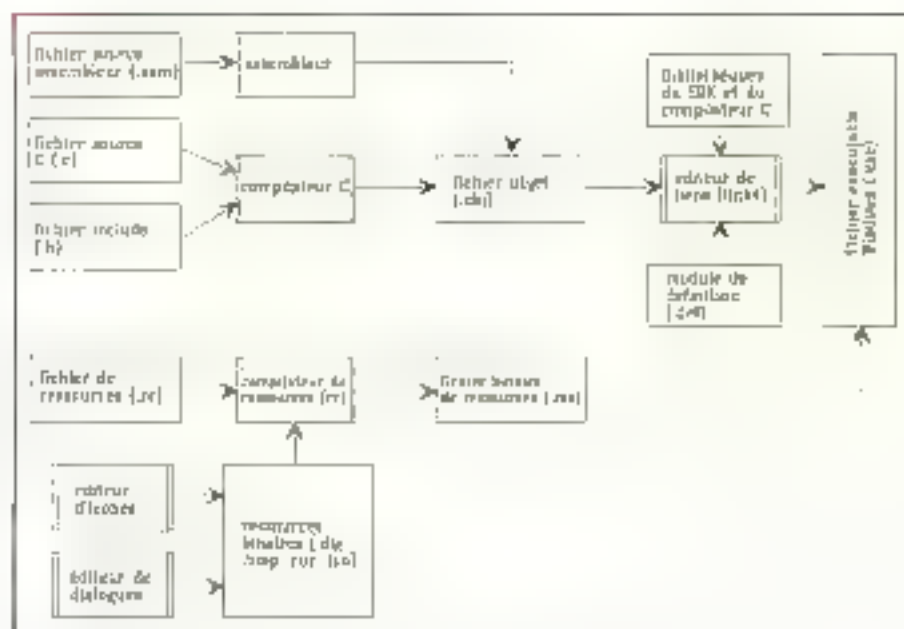 fichier source
assembleur (.asm)
assembleur
Bibliothèques
du SDK et du
compilateur C
fichier source
C (.c)
compilateur C
fichier objet
(.obj)
éditeur de
liens (link4)
fichier exécutable
Windows (.exe)
fichier include
(.h)
module de
définition
(.def)
fichier de
ressources (.rc)
compilateur de
ressources (rc)
fichier binaire
de ressources (.res)
éditeur
d'icones
ressources
binaires (.dlg
.bmp .cur .ico)
éditeur de
dialogues